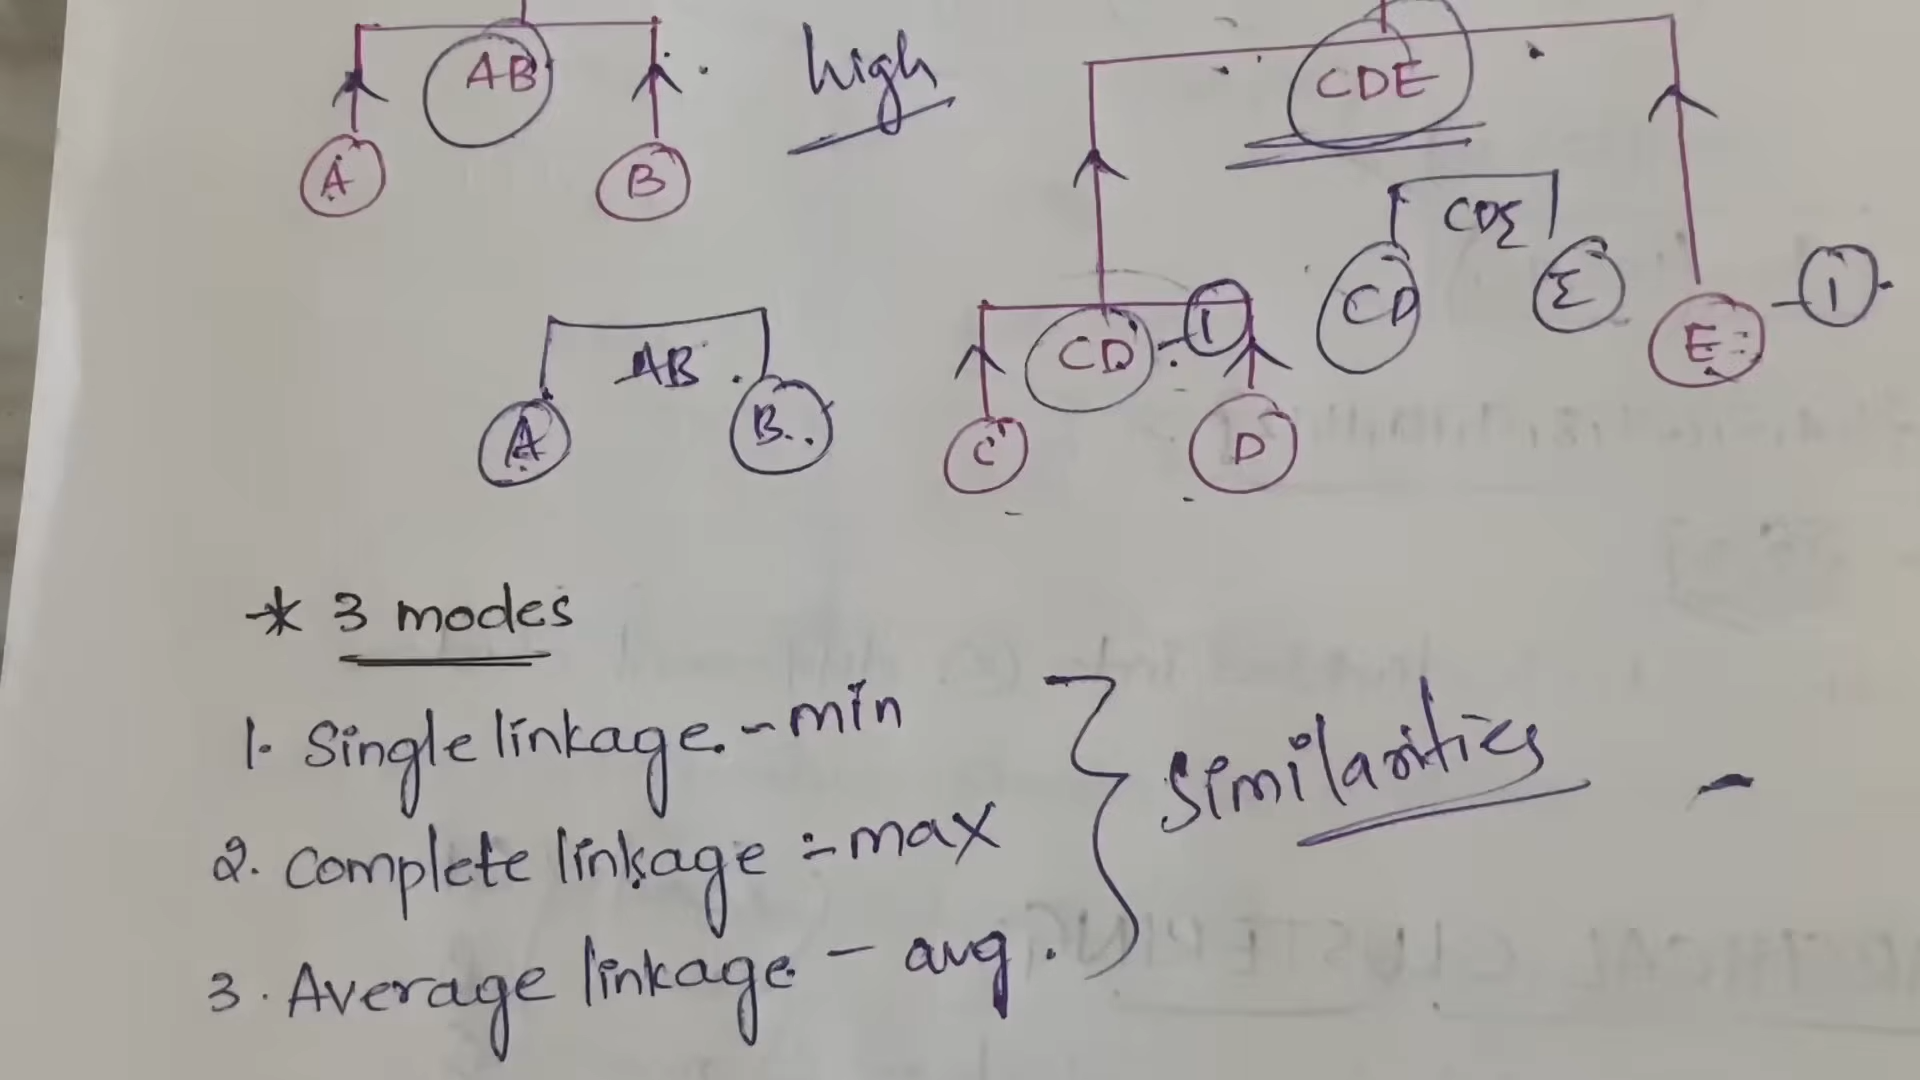 AB
high
CDE
A
B
CDE
CD
E
1
E
1
CD
AB
A
B
C
D
* 3 modes
1. Single linkage. - min
2. Complete linkage :- max
3. Average linkage - avg.
Similarities -